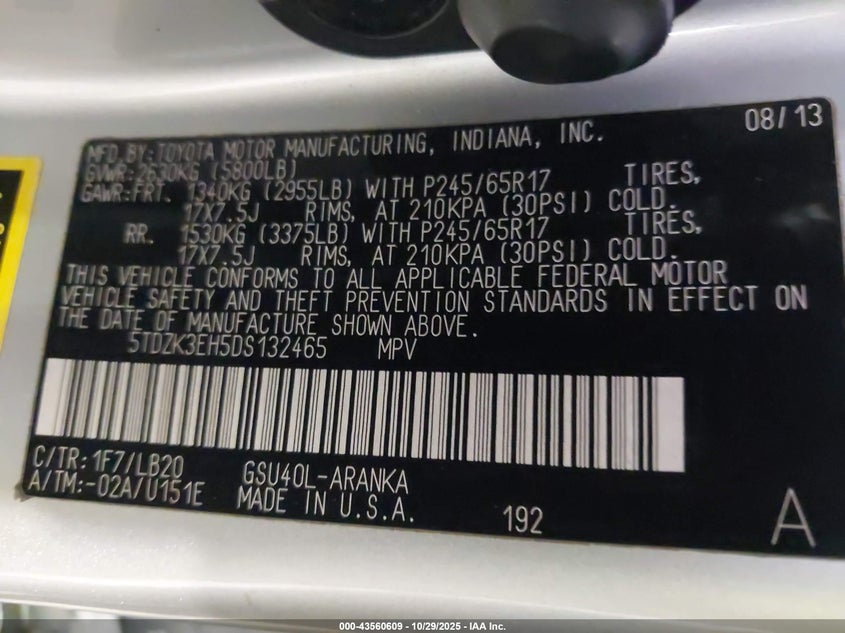 08/13
MFD.BY:TOYOTA MOTOR MANUFACTURING, INDIANA, INC.
GVWR:2630KG (5800LB)
GAWR:FRT. 1340KG (2955LB) WITH P245/65R17 TIRES,
17X7.5J RIMS, AT 210KPA (30PSI) COLD.
RR. 1530KG (3375LB) WITH P245/65R17 TIRES,
17X7.5J RIMS, AT 210KPA (30PSI) COLD.
THIS VEHICLE CONFORMS TO ALL APPLICABLE FEDERAL MOTOR
VEHICLE SAFETY AND THEFT PREVENTION STANDARDS IN EFFECT ON
THE DATE OF MANUFACTURE SHOWN ABOVE.
5TDZK3EH5DS132465 MPV
C/TR:1F7/LB20 GSU40L-ARANKA
A/TM:-02A/U151E MADE IN U.S.A. 192 A
000-43560609 | 10/29/2025 - IAA Inc.